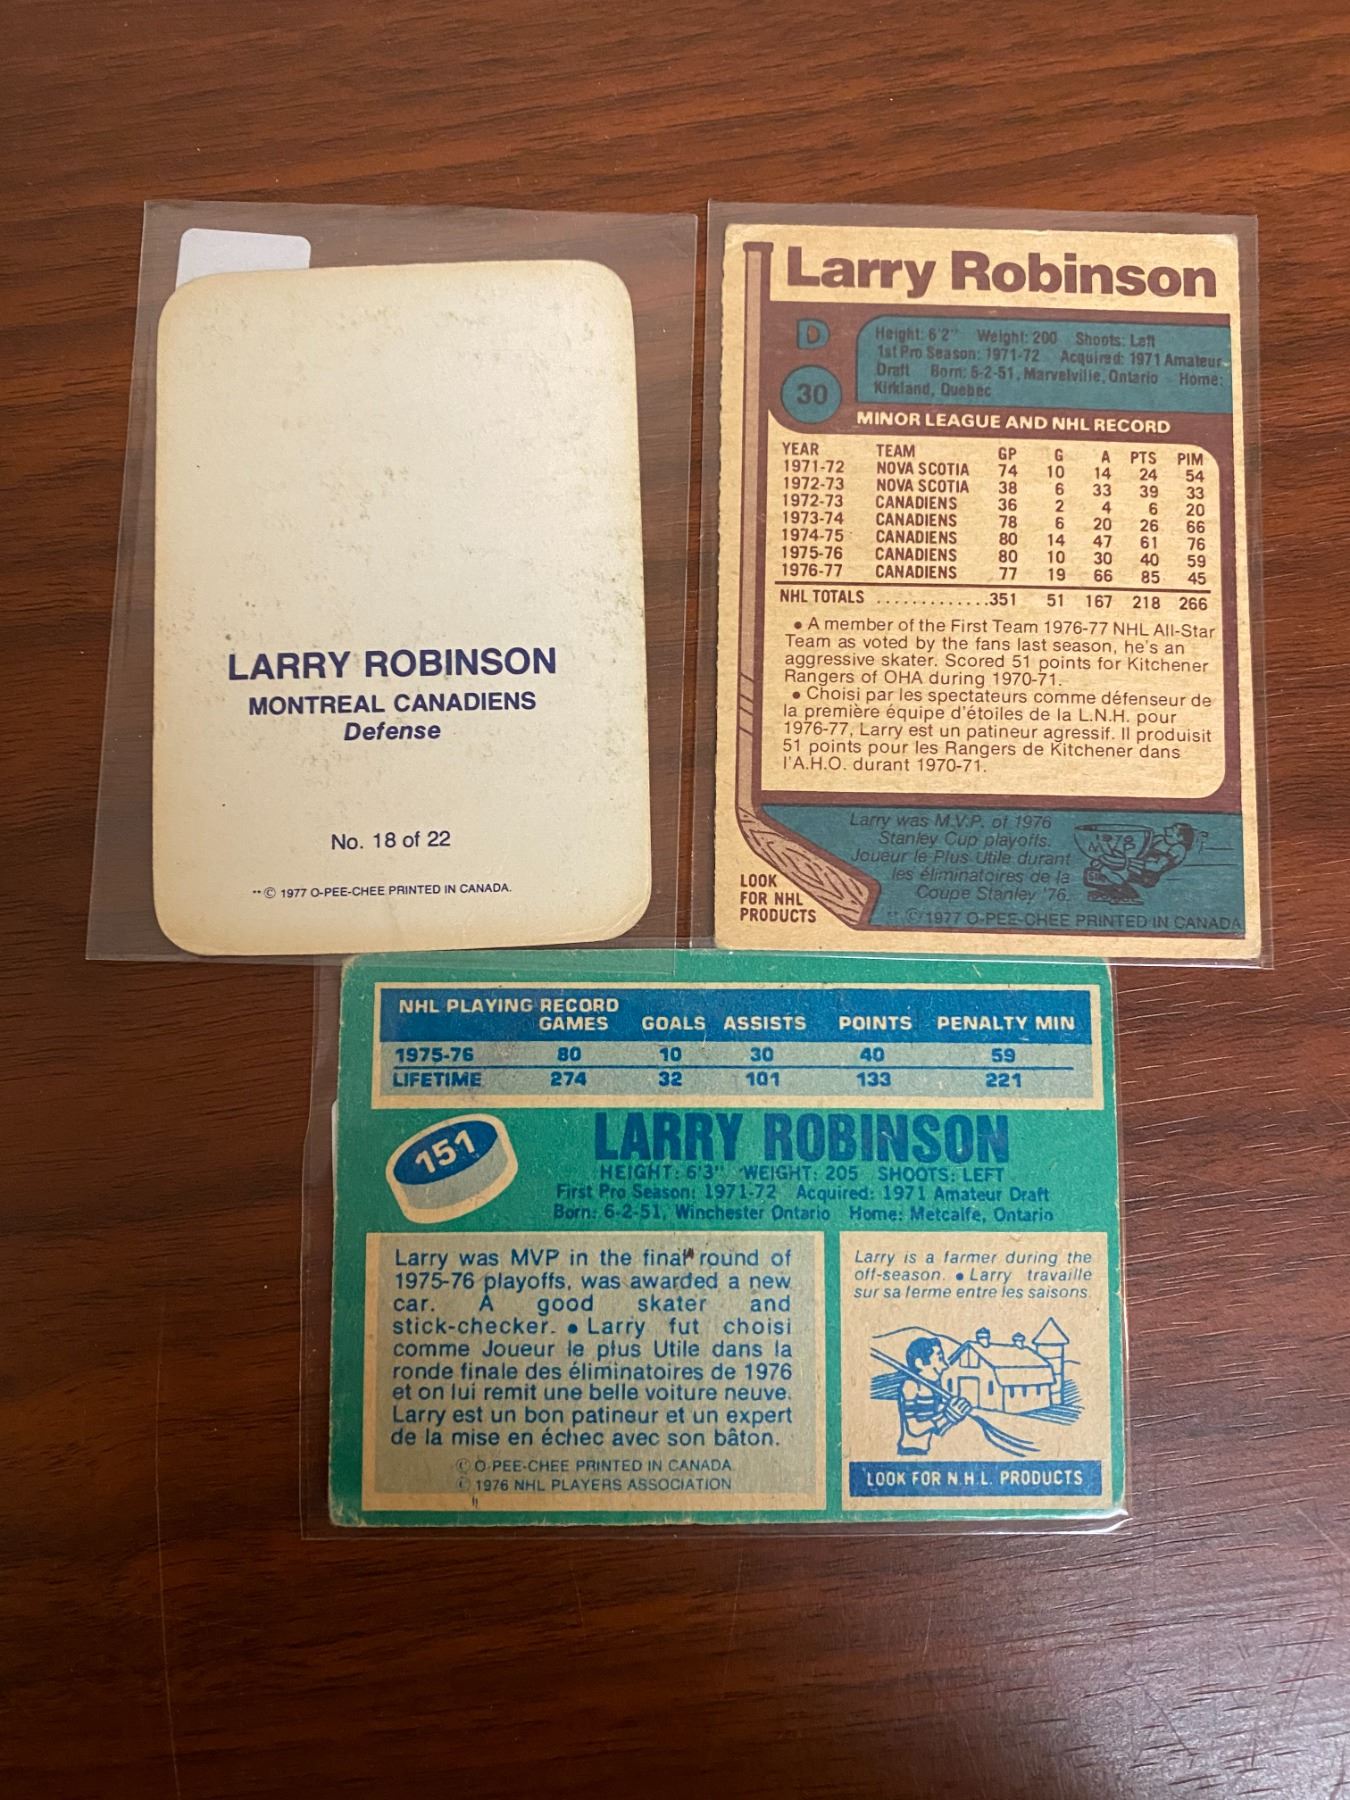 LARRY ROBINSON
MONTREAL CANADIENS
Defense
No. 18 of 22
** © 1977 O-PEE-CHEE PRINTED IN CANADA.
Larry Robinson
D
30
Height: 6'2" Weight: 200 Shoots: Left
1st Pro Season: 1971-72 Acquired: 1971 Amateur
Draft Born: 6-2-51, Marvelville, Ontario Home:
Kirkland, Quebec
MINOR LEAGUE AND NHL RECORD
YEAR TEAM GP G A PTS PIM
1971-72 NOVA SCOTIA 74 10 14 24 54
1972-73 NOVA SCOTIA 38 6 33 39 33
1972-73 CANADIENS 36 2 4 6 20
1973-74 CANADIENS 78 6 20 26 66
1974-75 CANADIENS 80 14 47 61 76
1975-76 CANADIENS 80 10 30 40 59
1976-77 CANADIENS 77 19 66 85 45
NHL TOTALS .............351 51 167 218 266
• A member of the First Team 1976-77 NHL All-Star
Team as voted by the fans last season, he's an
aggressive skater. Scored 51 points for Kitchener
Rangers of OHA during 1970-71.
• Choisi par les spectateurs comme défenseur de
la première équipe d'étoiles de la L.N.H. pour
1976-77, Larry est un patineur agressif. Il produisit
51 points pour les Rangers de Kitchener dans
l'A.H.O. durant 1970-71.
Larry was M.V.P. of 1976
Stanley Cup playoffs.
Joueur le Plus Utile durant
les éliminatoires de la
Coupe Stanley '76.
1976
LOOK
FOR NHL
PRODUCTS
** © 1977 O-PEE-CHEE PRINTED IN CANADA
NHL PLAYING RECORD
GAMES GOALS ASSISTS POINTS PENALTY MIN
1975-76 80 10 30 40 59
LIFETIME 274 32 101 133 221
151
LARRY ROBINSON
HEIGHT: 6'3" WEIGHT: 205 SHOOTS: LEFT
First Pro Season: 1971-72 Acquired: 1971 Amateur Draft
Born: 6-2-51, Winchester Ontario Home: Metcalfe, Ontario
Larry was MVP in the final round of
1975-76 playoffs, was awarded a new
car. A good skater and
stick-checker. • Larry fut choisi
comme Joueur le plus Utile dans la
ronde finale des éliminatoires de 1976
et on lui remit une belle voiture neuve.
Larry est un bon patineur et un expert
de la mise en échec avec son bâton.
© O-PEE-CHEE PRINTED IN CANADA.
© 1976 NHL PLAYERS ASSOCIATION
Larry is a farmer during the
off-season. • Larry travaille
sur sa ferme entre les saisons.
LOOK FOR N.H.L. PRODUCTS